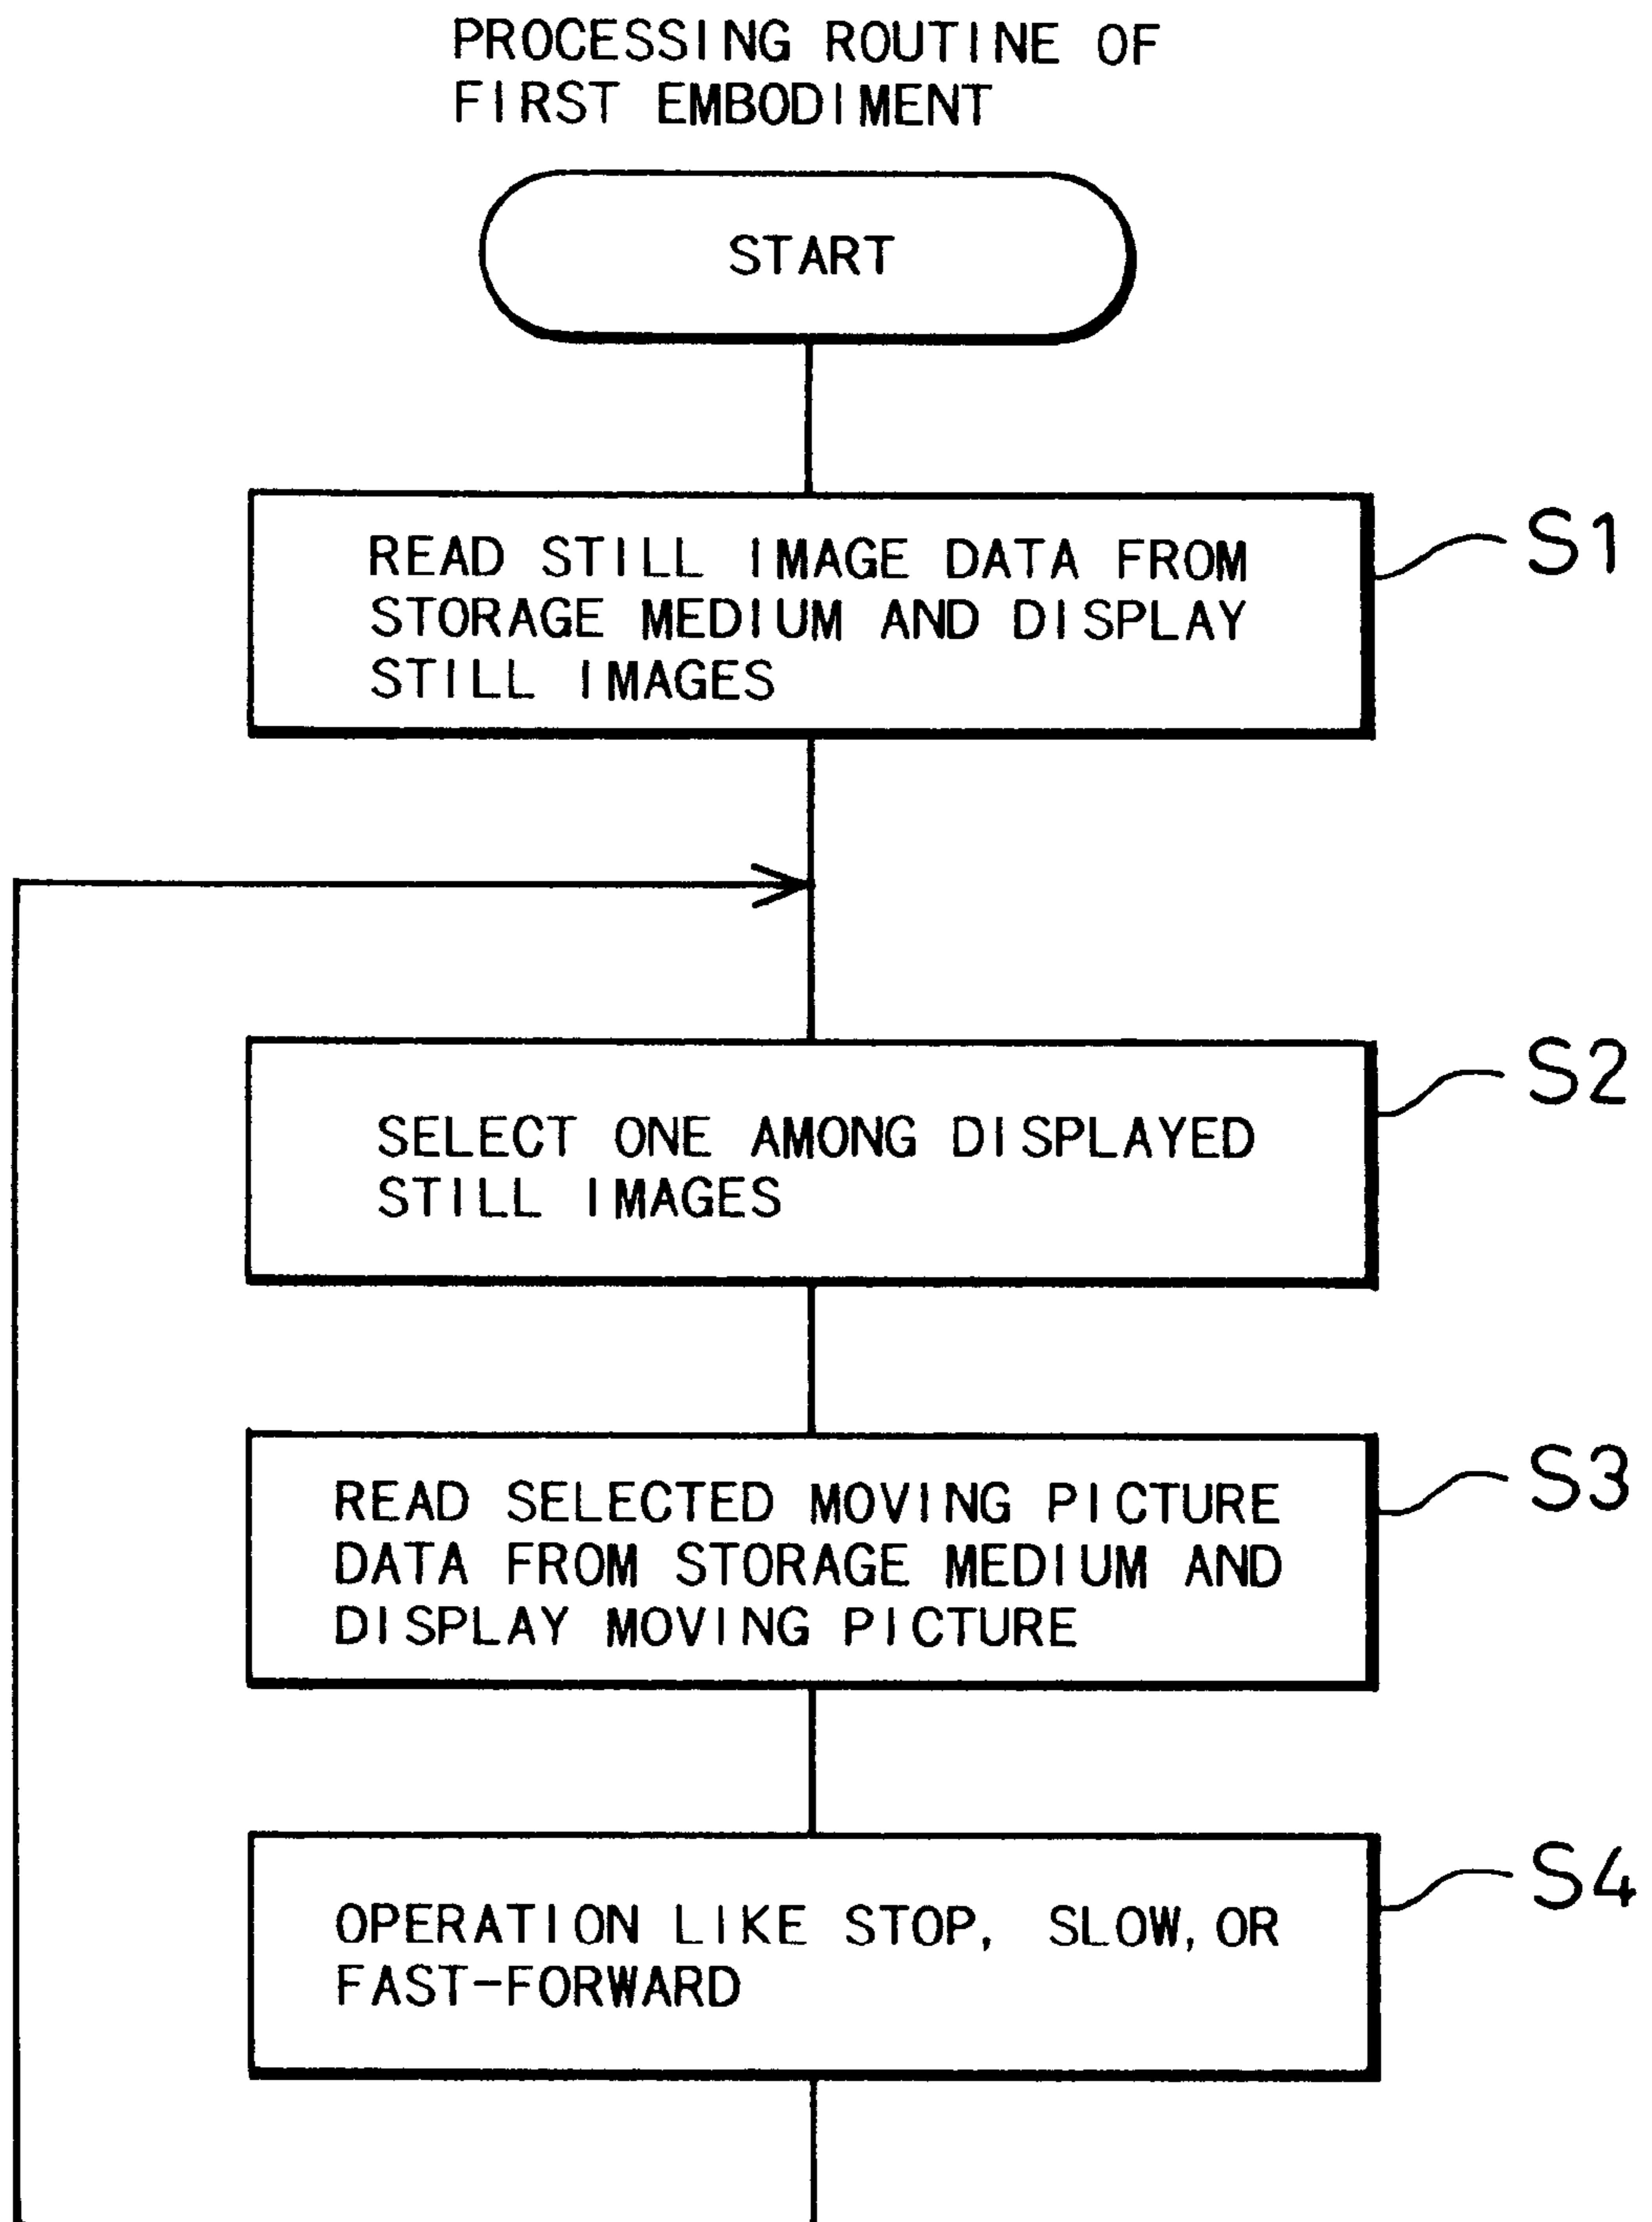 PROCESSING ROUTINE OF
FIRST EMBODIMENT
START
READ STILL IMAGE DATA FROM
STORAGE MEDIUM AND DISPLAY
STILL IMAGES
S1
SELECT ONE AMONG DISPLAYED
STILL IMAGES
S2
READ SELECTED MOVING PICTURE
DATA FROM STORAGE MEDIUM AND
DISPLAY MOVING PICTURE
S3
OPERATION LIKE STOP, SLOW, OR
FAST-FORWARD
S4